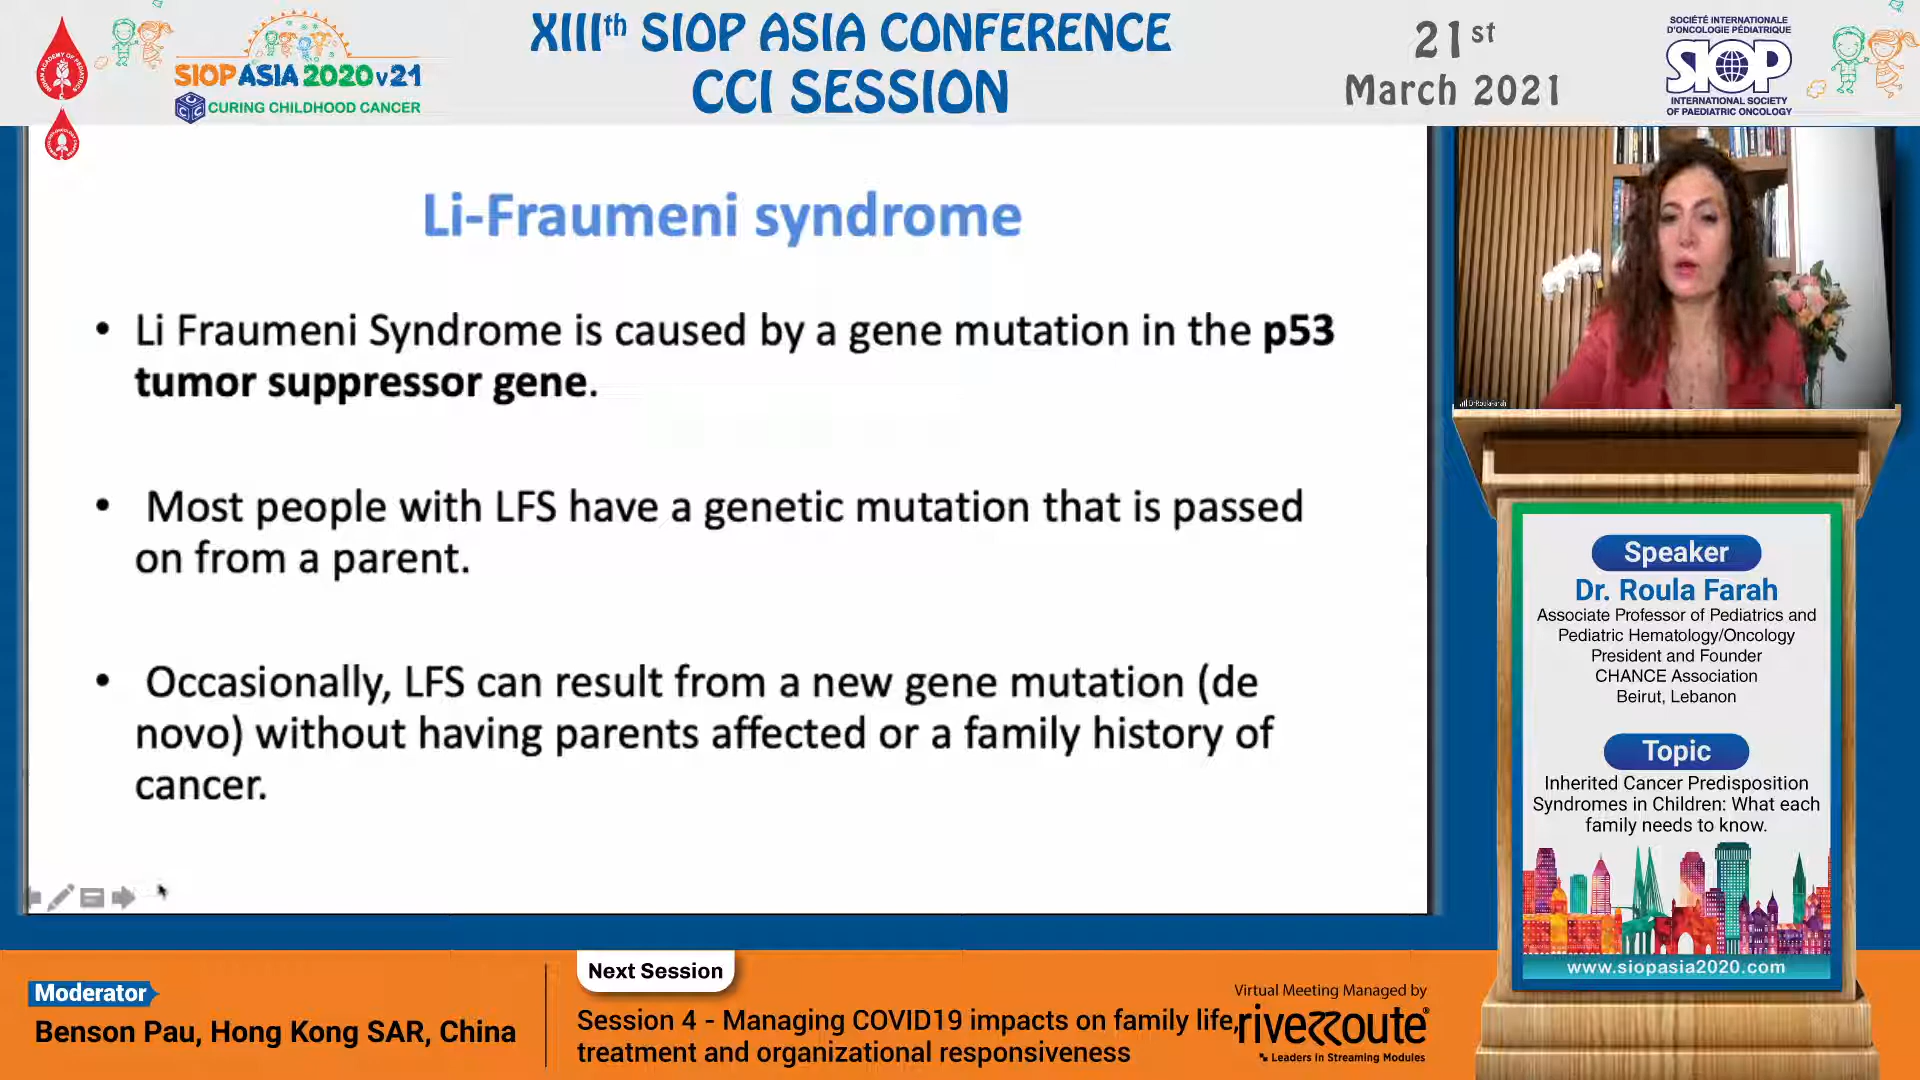 SIOP ASIA 2020 v21
CURING CHILDHOOD CANCER
XIIIth SIOP ASIA CONFERENCE
CCI SESSION
21st
March 2021
SOCIÉTÉ INTERNATIONALE
D'ONCOLOGIE PÉDIATRIQUE
SIOP
INTERNATIONAL SOCIETY
OF PAEDIATRIC ONCOLOGY
Li-Fraumeni syndrome
• Li Fraumeni Syndrome is caused by a gene mutation in the p53
tumor suppressor gene.
• Most people with LFS have a genetic mutation that is passed
on from a parent.
• Occasionally, LFS can result from a new gene mutation (de
novo) without having parents affected or a family history of
cancer.
Speaker
Dr. Roula Farah
Associate Professor of Pediatrics and
Pediatric Hematology/Oncology
President and Founder
CHANCE Association
Beirut, Lebanon
Topic
Inherited Cancer Predisposition
Syndromes in Children: What each
family needs to know.
www.siopasia2020.com
Moderator
Benson Pau, Hong Kong SAR, China
Next Session
Session 4 - Managing COVID19 impacts on family life,
treatment and organizational responsiveness
Virtual Meeting Managed by
riveRRoute
Leaders in Streaming Modules